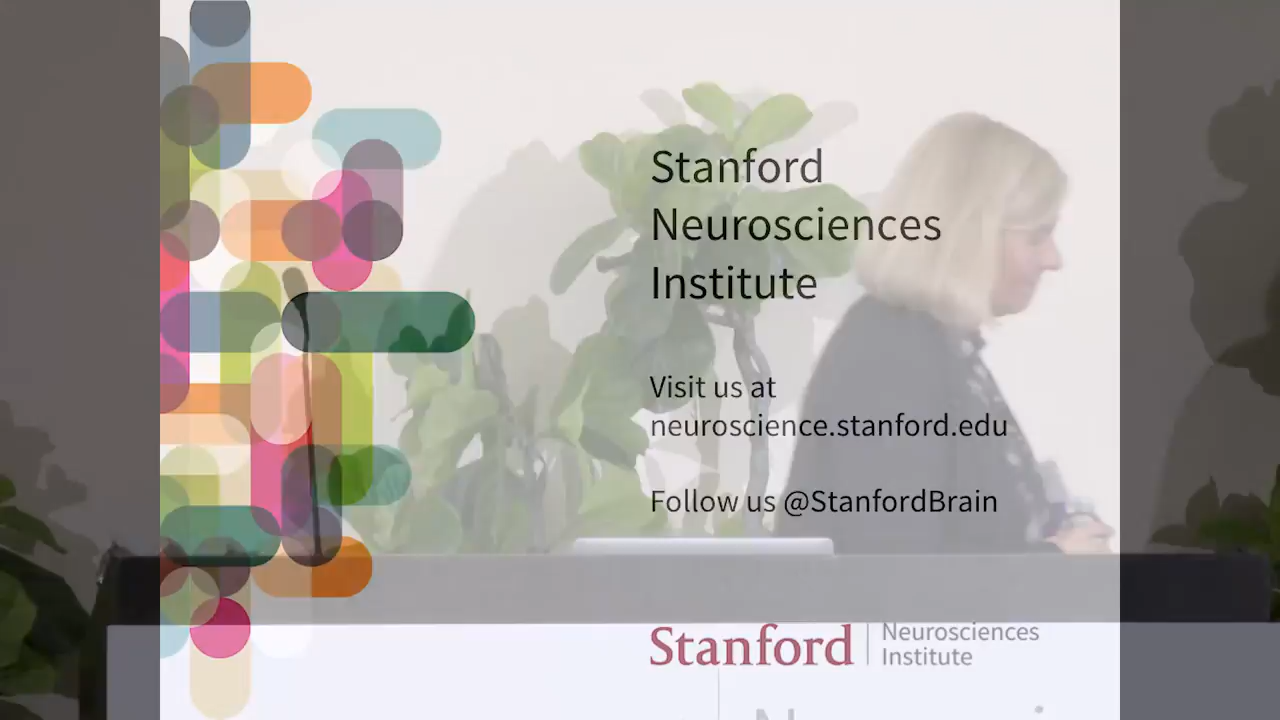 Stanford
Neurosciences
Institute
Visit us at
neuroscience.stanford.edu
Follow us @StanfordBrain
Stanford
Neurosciences
Institute